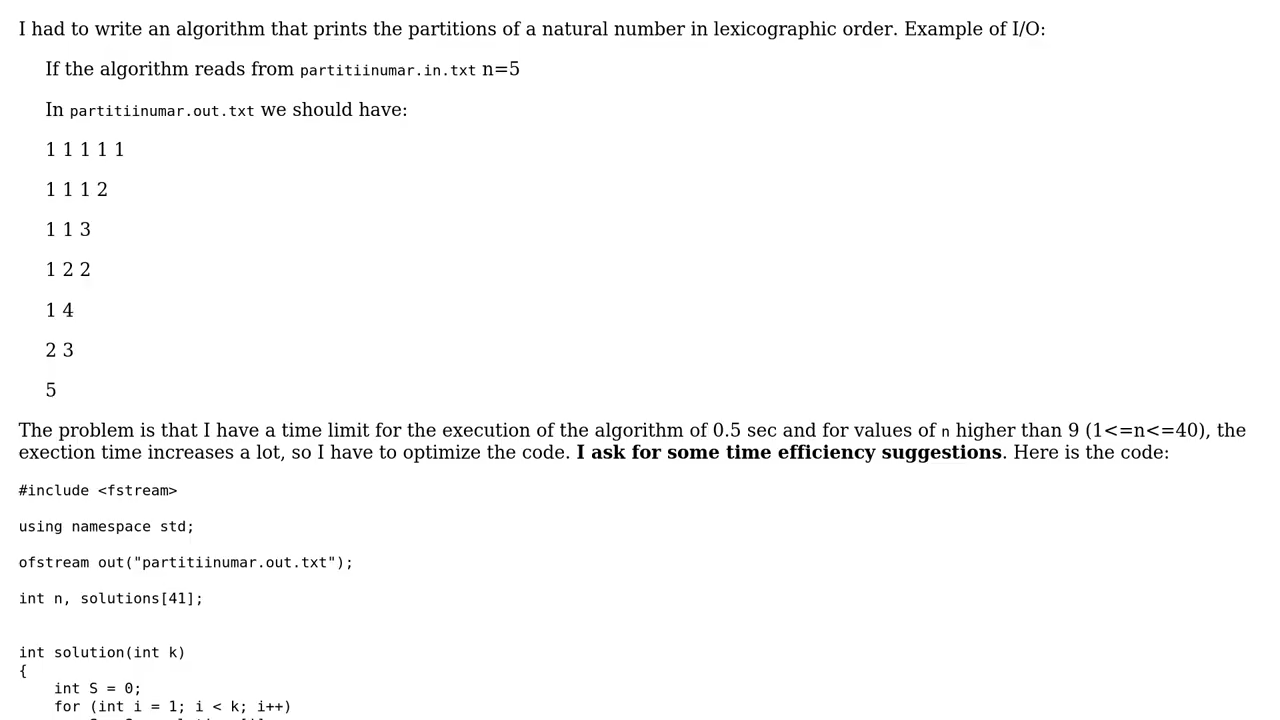 I had to write an algorithm that prints the partitions of a natural number in lexicographic order. Example of I/O:
If the algorithm reads from partitiinumar.in.txt n=5
In partitiinumar.out.txt we should have:
1 1 1 1 1
1 1 1 2
1 1 3
1 2 2
1 4
2 3
5
The problem is that I have a time limit for the execution of the algorithm of 0.5 sec and for values of n higher than 9 (1<=n<=40), the
exection time increases a lot, so I have to optimize the code. I ask for some time efficiency suggestions. Here is the code:
#include <fstream>
using namespace std;
ofstream out("partitiinumar.out.txt");
int n, solutions[41];
int solution(int k)
{
int S = 0;
for (int i = 1; i < k; i++)